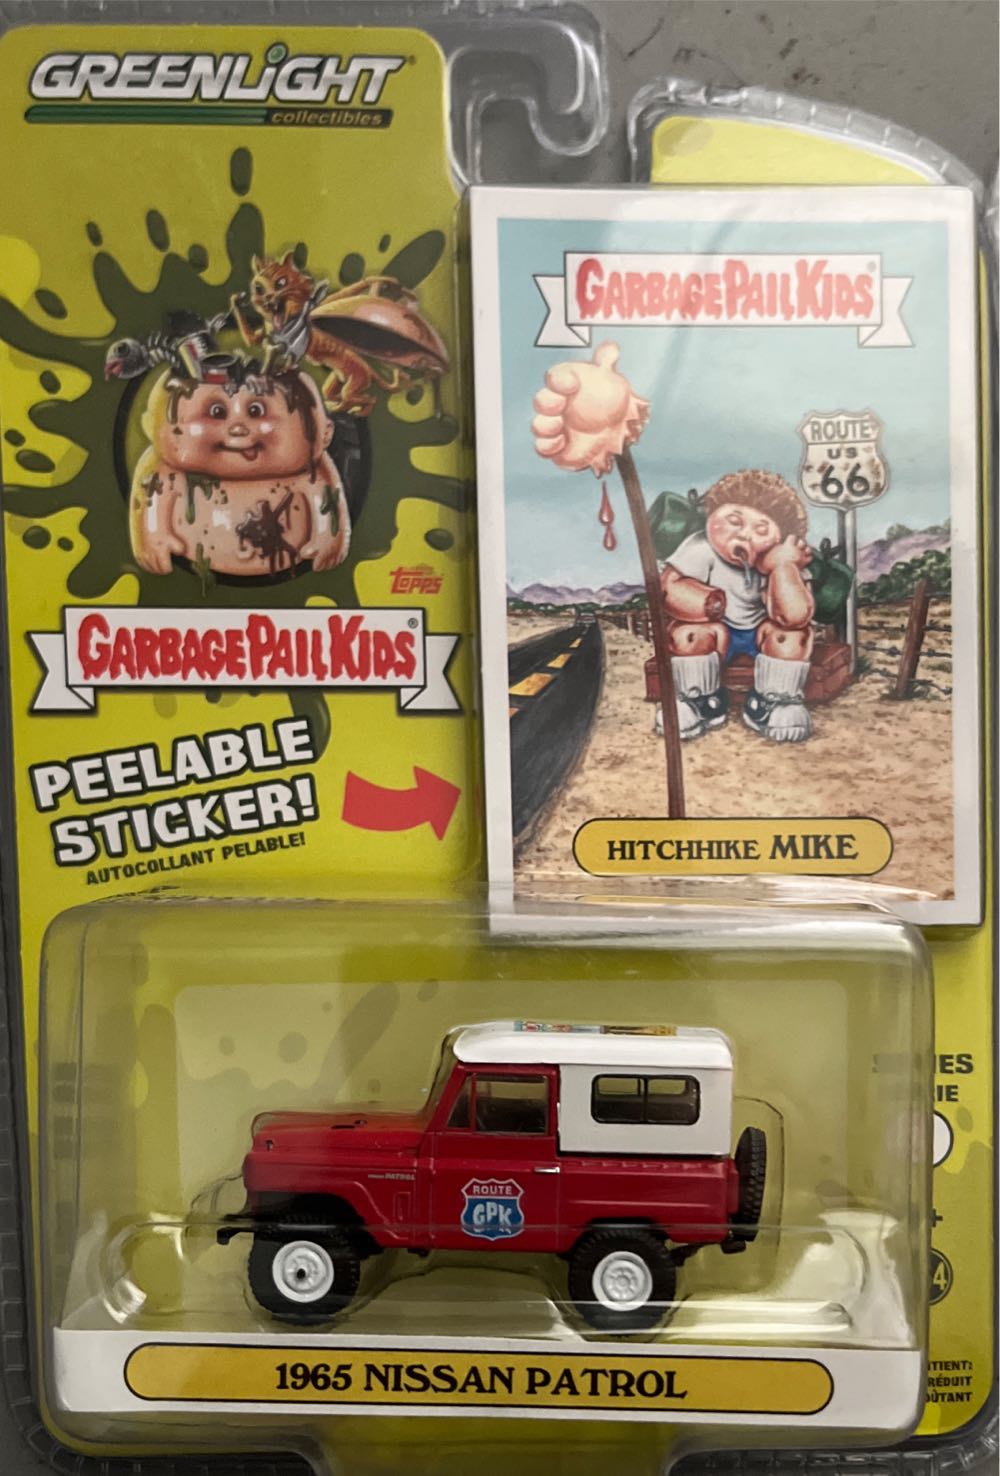 GREENLIGHT®
collectibles
GARBAGE PAIL KIDS®
ROUTE
US
66
topps
GARBAGE PAIL KIDS®
PEELABLE
STICKER!
AUTOCOLLANT PELABLE!
HITCHHIKE MIKE
PATROL
ROUTE
GPK
1965 NISSAN PATROL